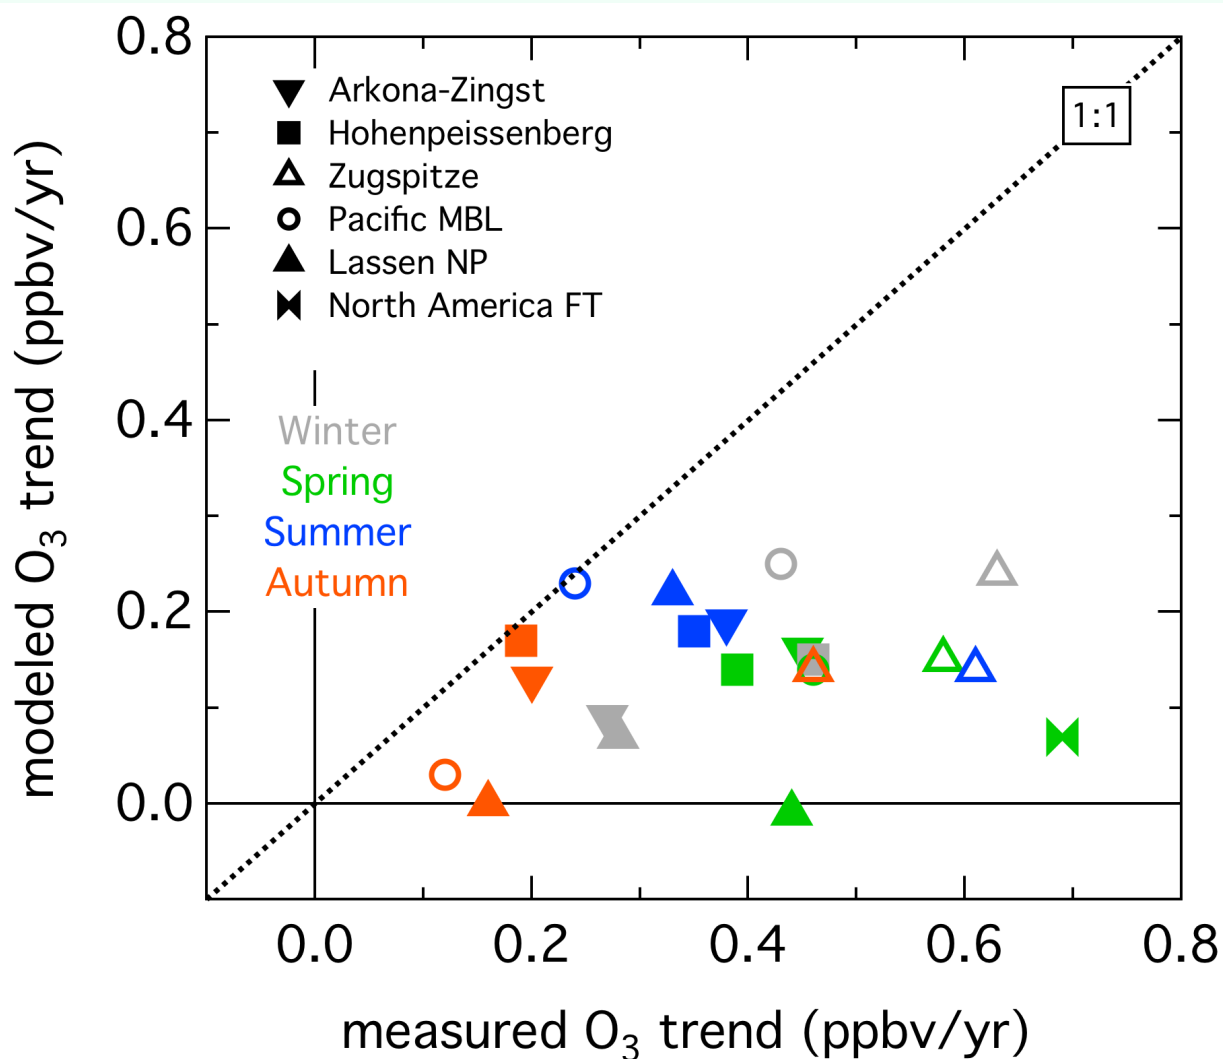 0.8
0.6
0.4
0.2
0.0
modeled O3 trend (ppbv/yr)
Arkona-Zingst
Hohenpeissenberg
Zugspitze
Pacific MBL
Lassen NP
North America FT
1:1
Winter
Spring
Summer
Autumn
0.0 0.2 0.4 0.6 0.8
measured O3 trend (ppbv/yr)